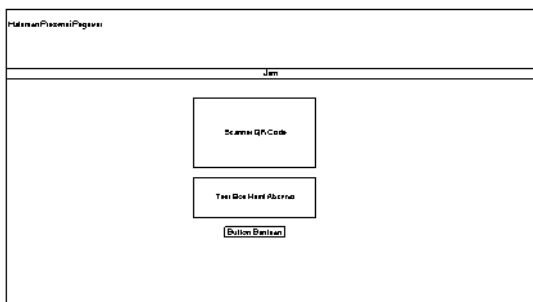 Halaman Presensi Pegawai
Jam
Scanner QR Code
Text Box Hasil Absensi
Button Bantuan